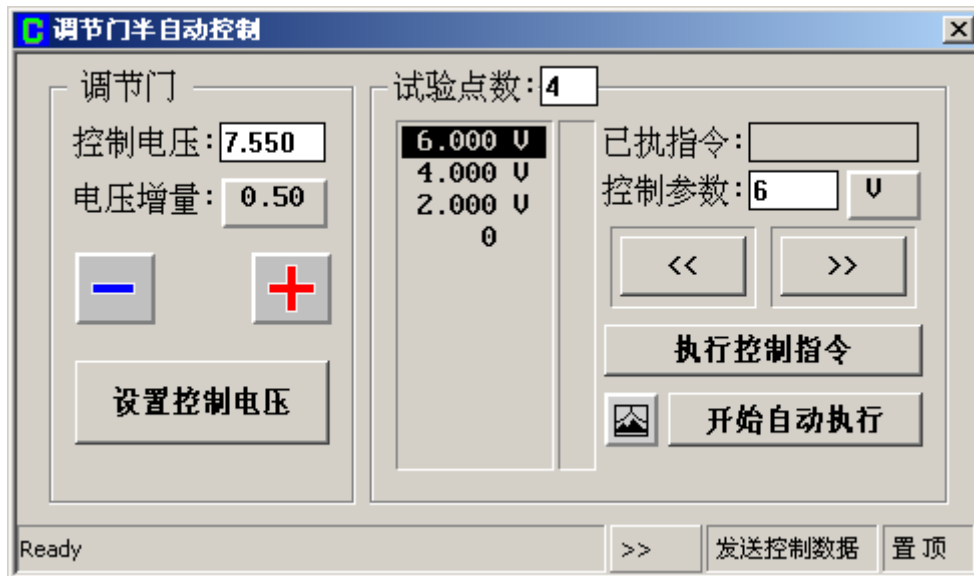 调节门半自动控制
调节门
控制电压:7.550
电压增量: 0.50
设置控制电压
试验点数:4
6.000 V
4.000 V
2.000 V
0
已执指令:
控制参数:6 V
<< >>
执行控制指令
开始自动执行
Ready >> 发送控制数据 置顶